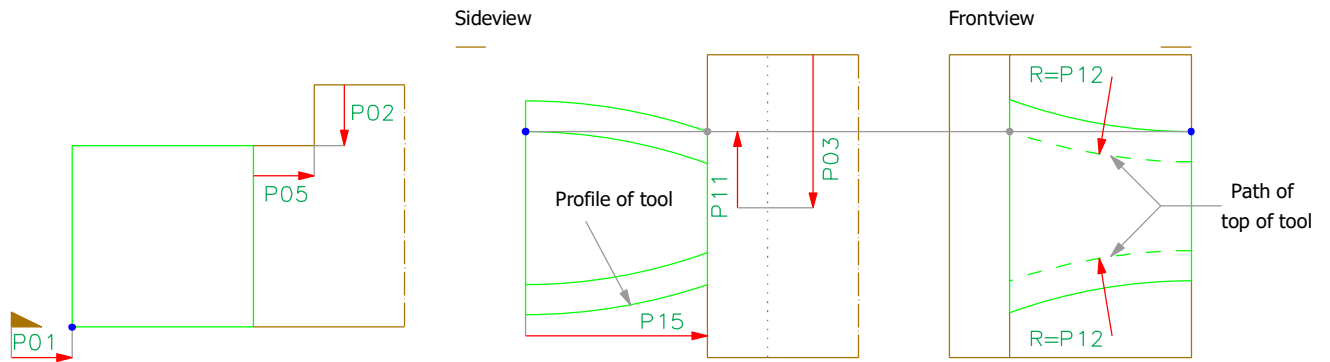 Sideview
Frontview
R=P12
P02
P03
P11
P05
Profile of tool
Path of
top of tool
P15
P01
R=P12